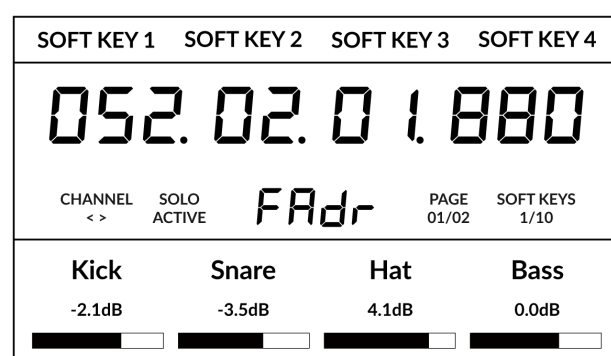 SOFT KEY 1 SOFT KEY 2 SOFT KEY 3 SOFT KEY 4
052.02.01.880
CHANNEL SOLO FAdr PAGE SOFT KEYS
< > ACTIVE 01/02 1/10
Kick Snare Hat Bass
-2.1dB -3.5dB 4.1dB 0.0dB